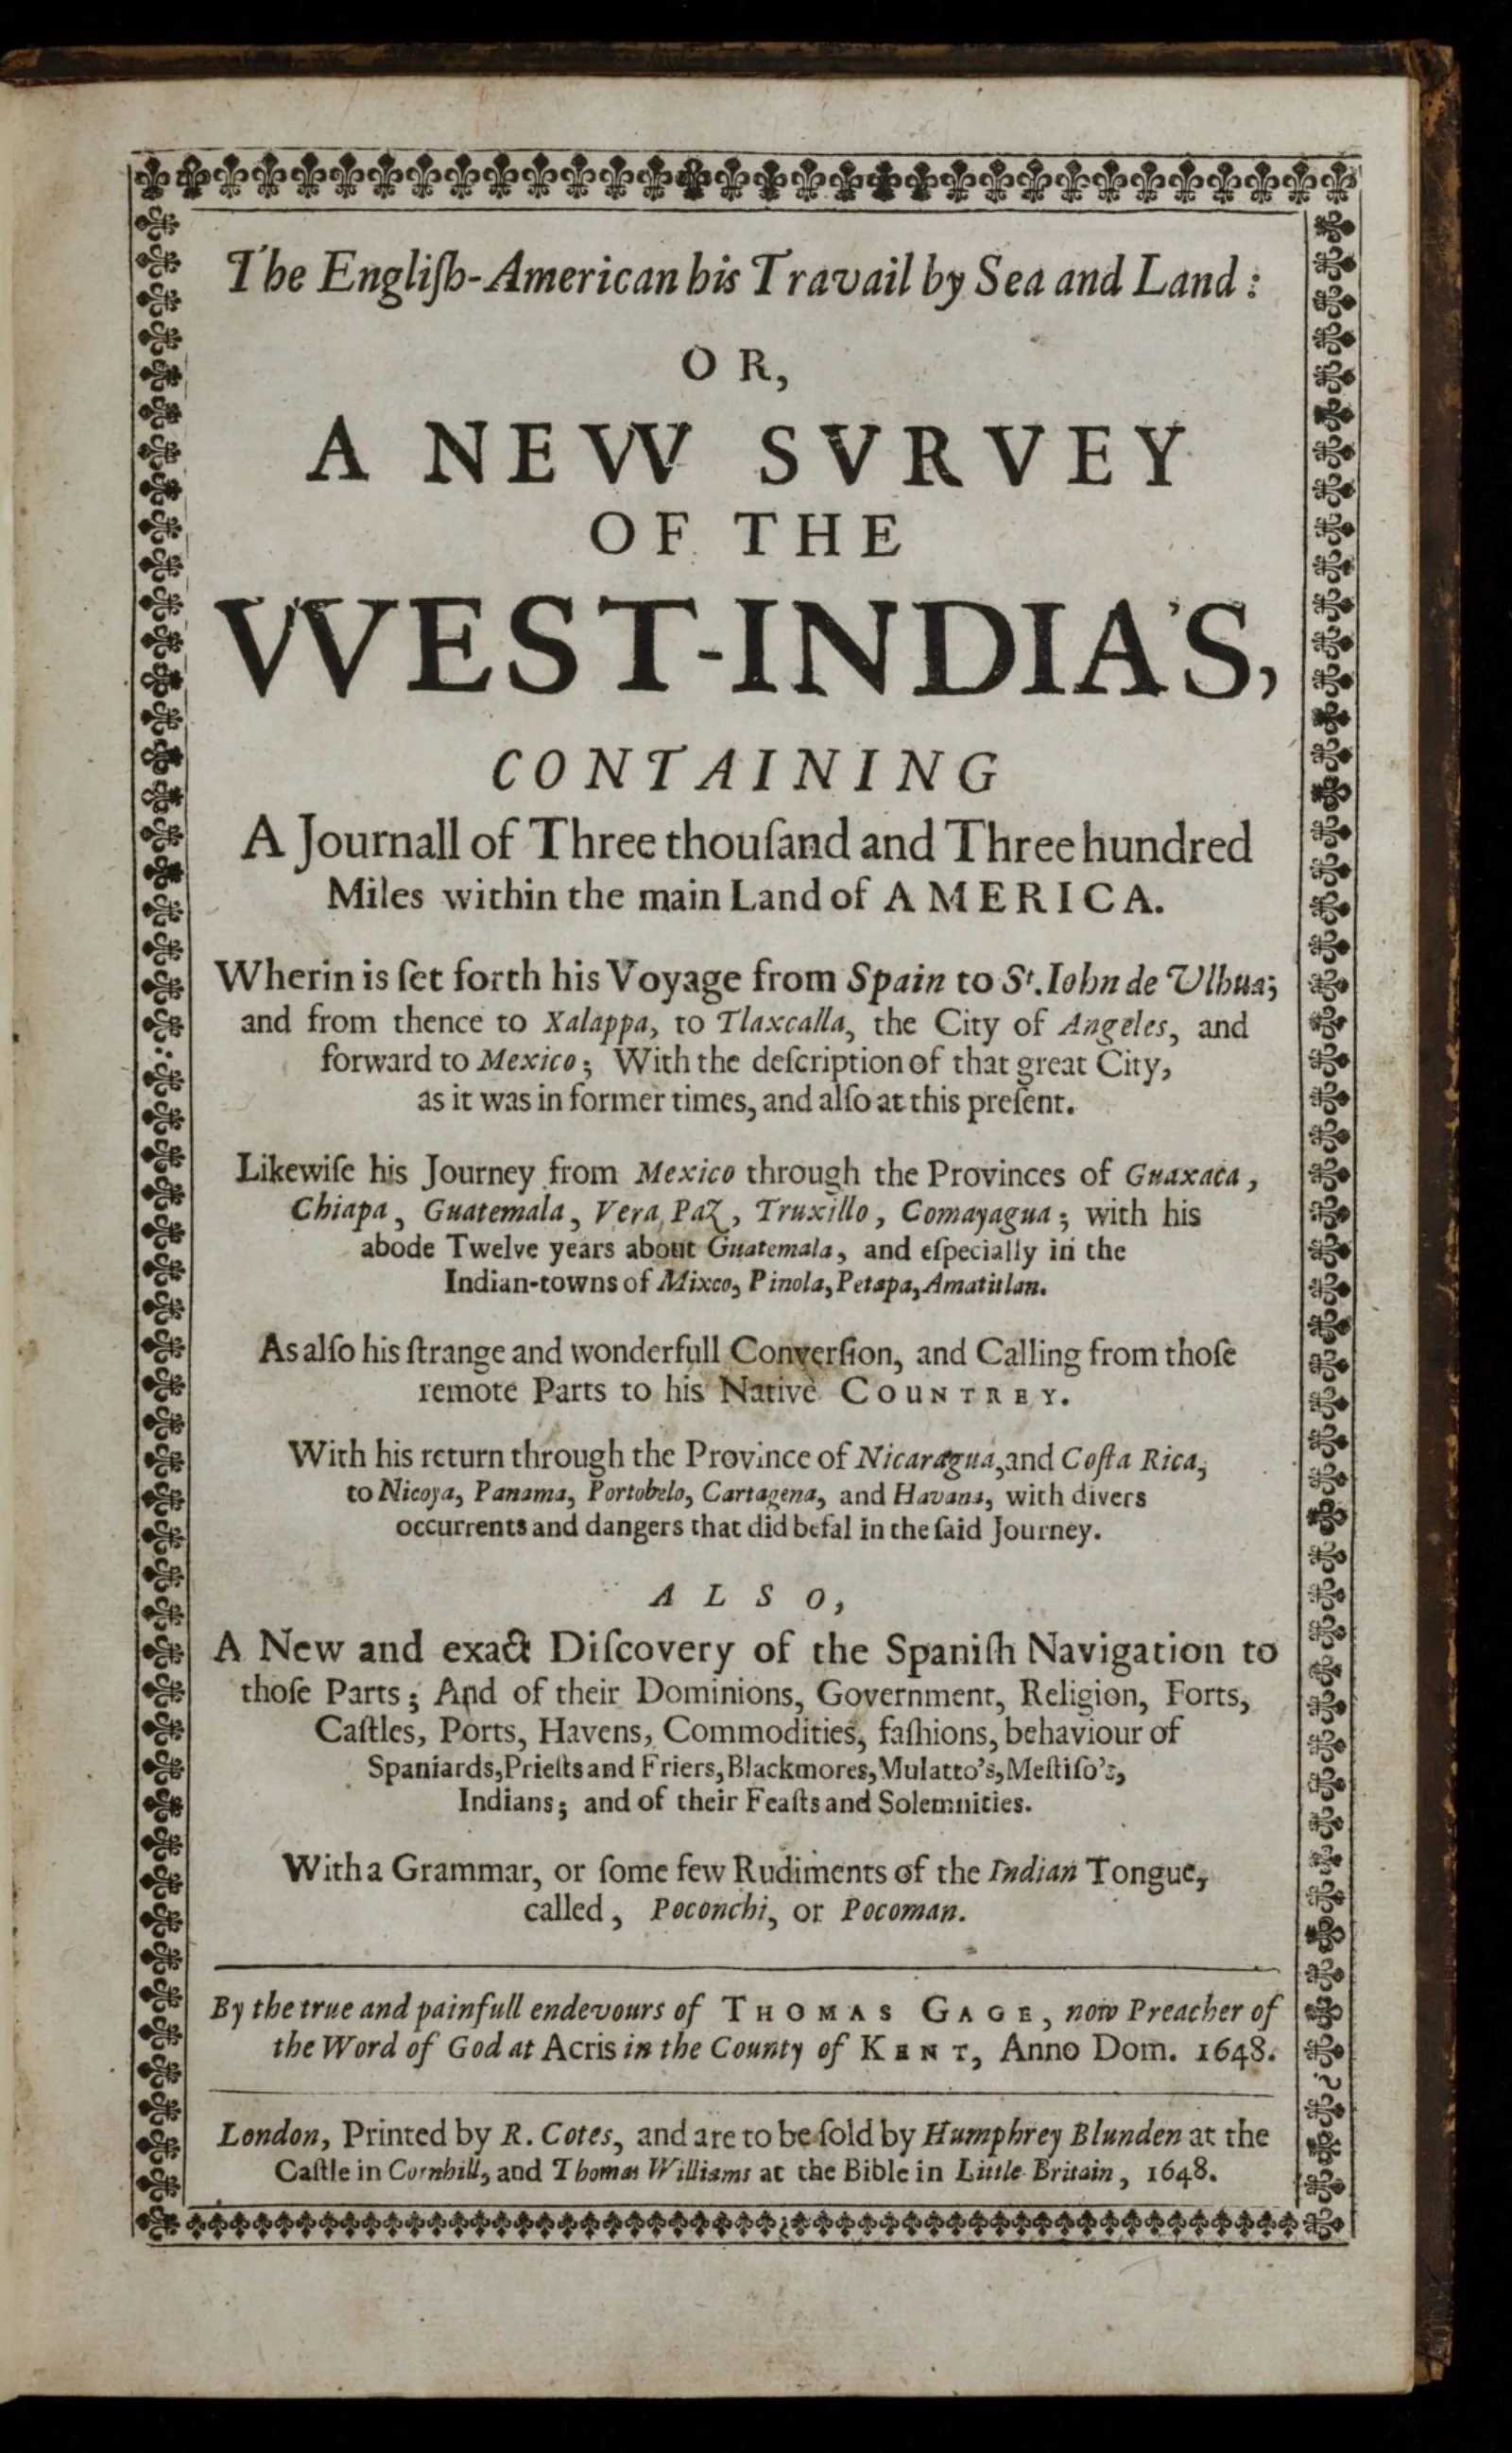 The Engliſh-American his Travail by Sea and Land:
OR,
A NEW SVRVEY
OF THE
WEST-INDIA'S,
CONTAINING
A Journall of Three thouſand and Three hundred
Miles within the main Land of AMERICA.
Wherin is ſet forth his Voyage from Spain to St. Iohn de Ulhua;
and from thence to Xalappa, to Tlaxcalla, the City of Angeles, and
forward to Mexico; With the deſcription of that great City,
as it was in former times, and alſo at this preſent.
Likewiſe his Journey from Mexico through the Provinces of Guaxaca,
Chiapa, Guatemala, Vera Paz, Truxillo, Comayagua; with his
abode Twelve years about Guatemala, and eſpecially in the
Indian-towns of Mixco, Pinola, Petapa, Amatitlan.
As alſo his ſtrange and wonderfull Converſion, and Calling from thoſe
remote Parts to his Native COUNTREY.
With his return through the Province of Nicaragua, and Coſta Rica,
to Nicoya, Panama, Portobelo, Cartagena, and Havana, with divers
occurrents and dangers that did befal in the ſaid Journey.
ALSO,
A New and exact Diſcovery of the Spaniſh Navigation to
thoſe Parts; And of their Dominions, Government, Religion, Forts,
Caſtles, Ports, Havens, Commodities, faſhions, behaviour of
Spaniards, Prieſts and Friers, Blackmores, Mulatto's, Meſtiſo's,
Indians; and of their Feaſts and Solemnities.
With a Grammar, or ſome few Rudiments of the Indian Tongue,
called, Poconchi, or Pocoman.
By the true and painfull endevours of THOMAS GAGE, now Preacher of
the Word of God at Acris in the County of KENT, Anno Dom. 1648.
London, Printed by R. Cotes, and are to be ſold by Humphrey Blunden at the
Caſtle in Cornhill, and Thomas Williams at the Bible in Little Britain, 1648.